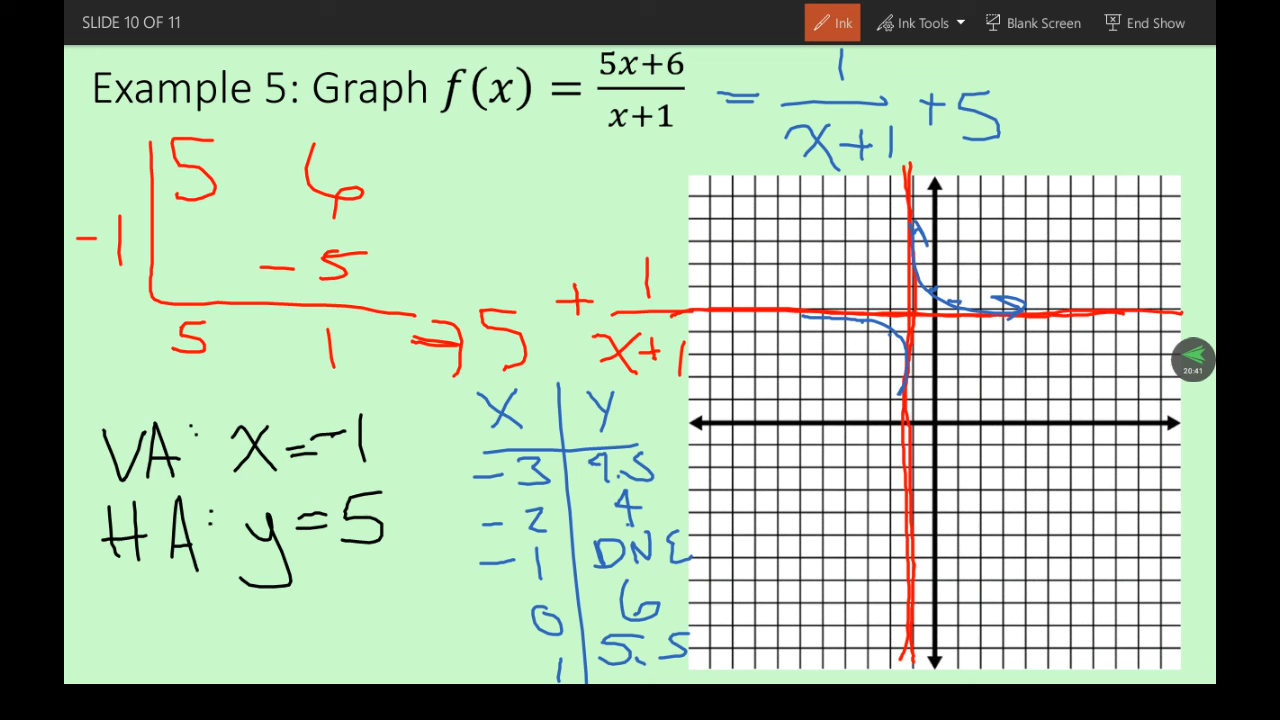 SLIDE 10 OF 11
Ink
Ink Tools
Blank Screen
End Show
Example 5: Graph f(x) = (5x+6)/(x+1) = 1/(x+1) + 5
5 6
-1
-5
5 1 ⇒ 5 + 1/(x+1)
VA: x=-1
HA: y=5
X Y
-3 4.5
-2 4
-1 DNE
0 6
1 5.5
20:41